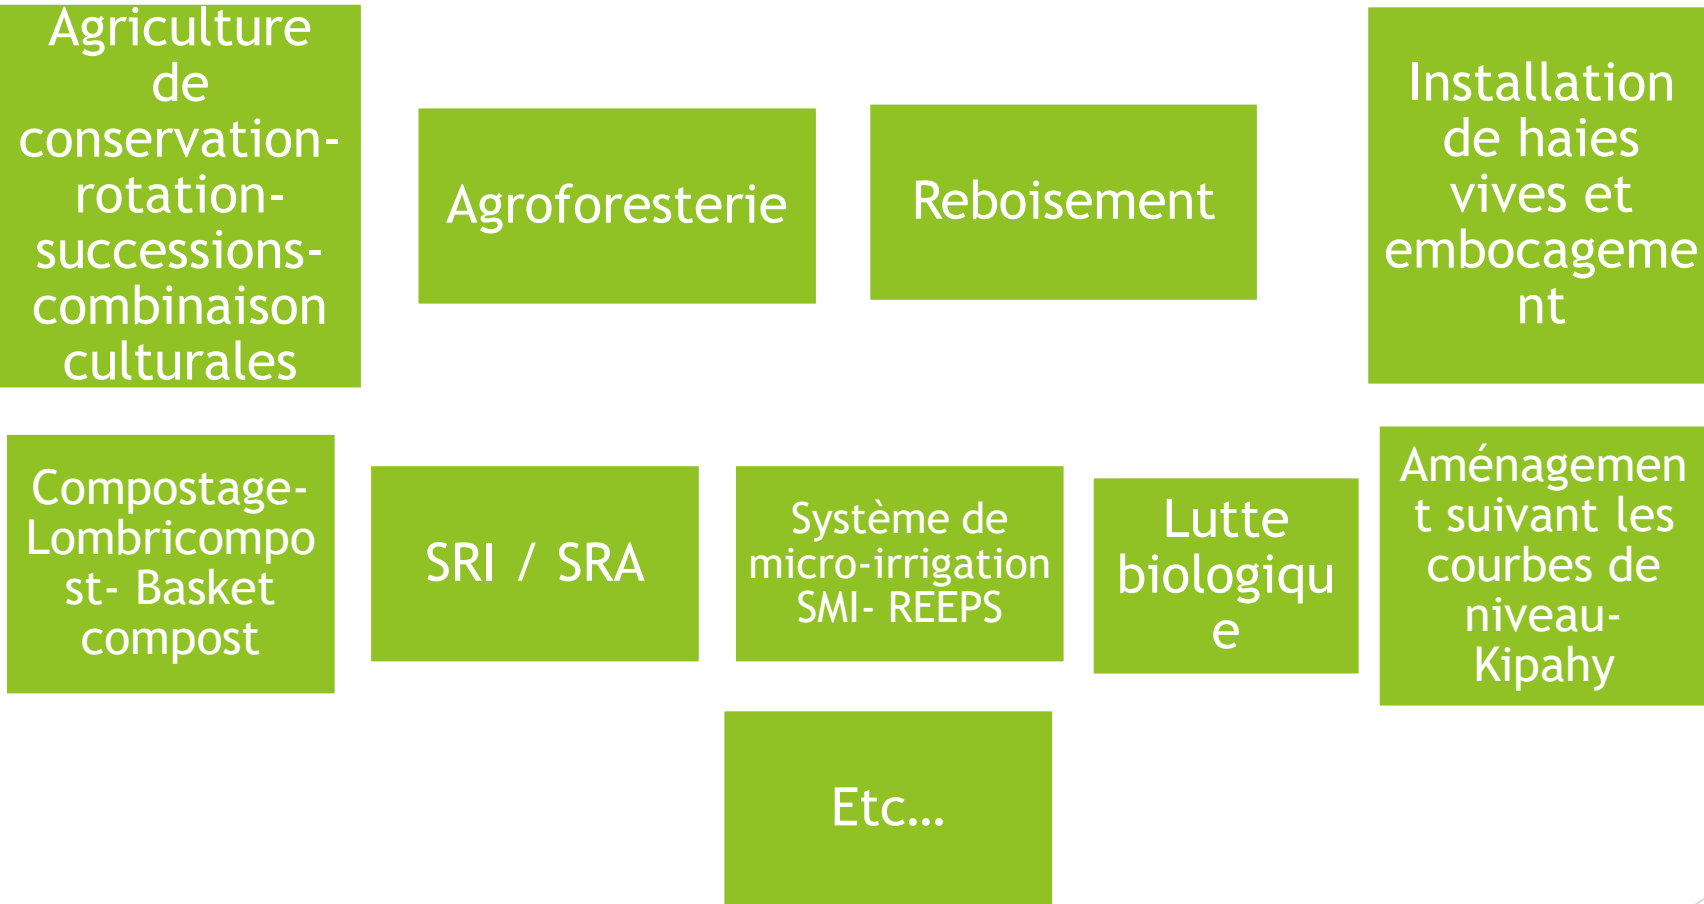 Agriculture
de
conservation-
rotation-
successions-
combinaison
culturales
Agroforesterie
Reboisement
Installation
de haies
vives et
embocageme
nt
Compostage-
Lombricompo
st- Basket
compost
SRI / SRA
Système de
micro-irrigation
SMI- REEPS
Lutte
biologiqu
e
Aménagemen
t suivant les
courbes de
niveau-
Kipahy
Etc…